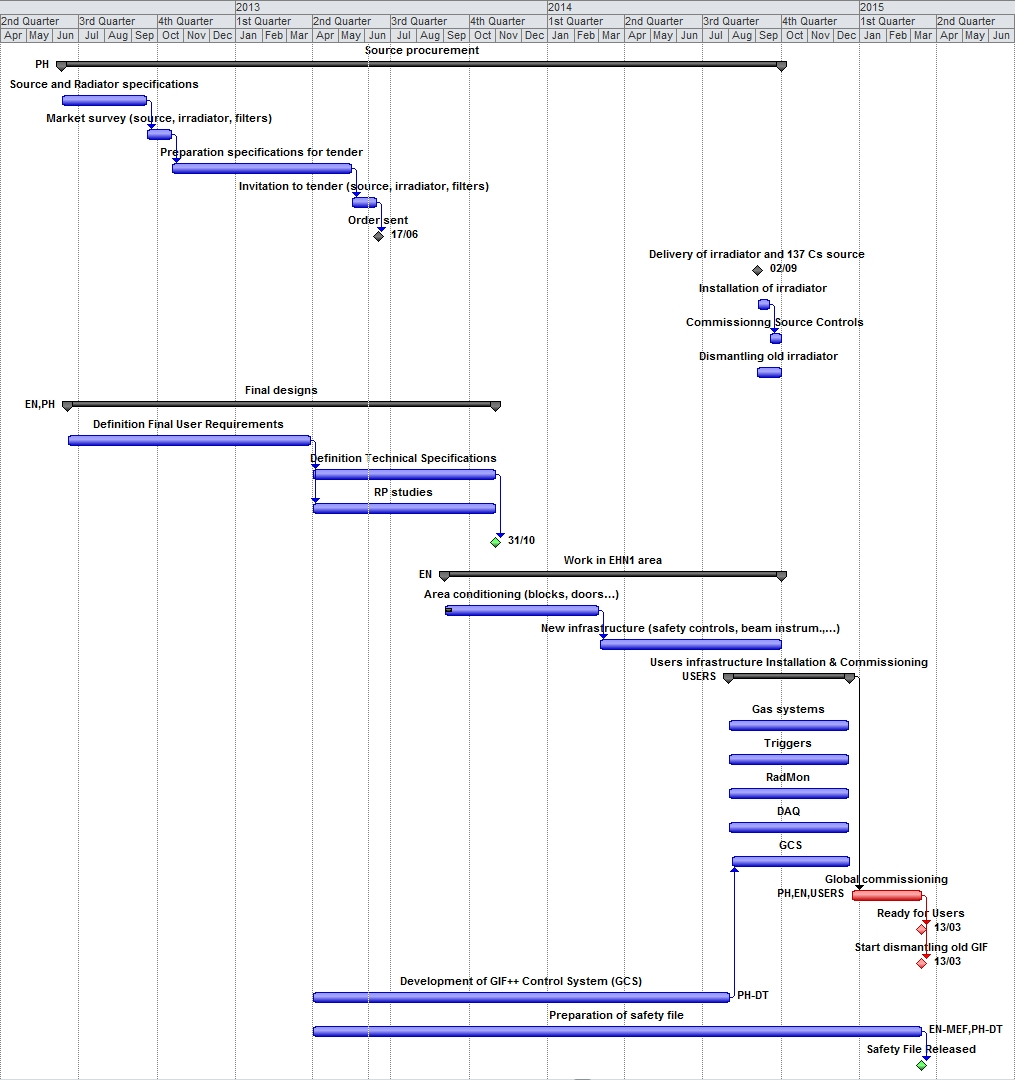 2013 2014 2015
2nd Quarter 3rd Quarter 4th Quarter 1st Quarter 2nd Quarter 3rd Quarter 4th Quarter 1st Quarter 2nd Quarter 3rd Quarter 4th Quarter 1st Quarter 2nd Quarter
Apr May Jun Jul Aug Sep Oct Nov Dec Jan Feb Mar Apr May Jun Jul Aug Sep Oct Nov Dec Jan Feb Mar Apr May Jun Jul Aug Sep Oct Nov Dec Jan Feb Mar Apr May Jun
Source procurement
PH
Source and Radiator specifications
Market survey (source, irradiator, filters)
Preparation specifications for tender
Invitation to tender (source, irradiator, filters)
Order sent
17/06
Delivery of irradiator and 137 Cs source
02/09
Installation of irradiator
Commissionng Source Controls
Dismantling old irradiator
Final designs
EN,PH
Definition Final User Requirements
Definition Technical Specifications
RP studies
31/10
Work in EHN1 area
EN
Area conditioning (blocks, doors...)
New infrastructure (safety controls, beam instrum.,...)
Users infrastructure Installation & Commissioning
USERS
Gas systems
Triggers
RadMon
DAQ
GCS
Global commissioning
PH,EN,USERS
Ready for Users
13/03
Start dismantling old GIF
13/03
Development of GIF++ Control System (GCS)
PH-DT
Preparation of safety file
EN-MEF,PH-DT
Safety File Released